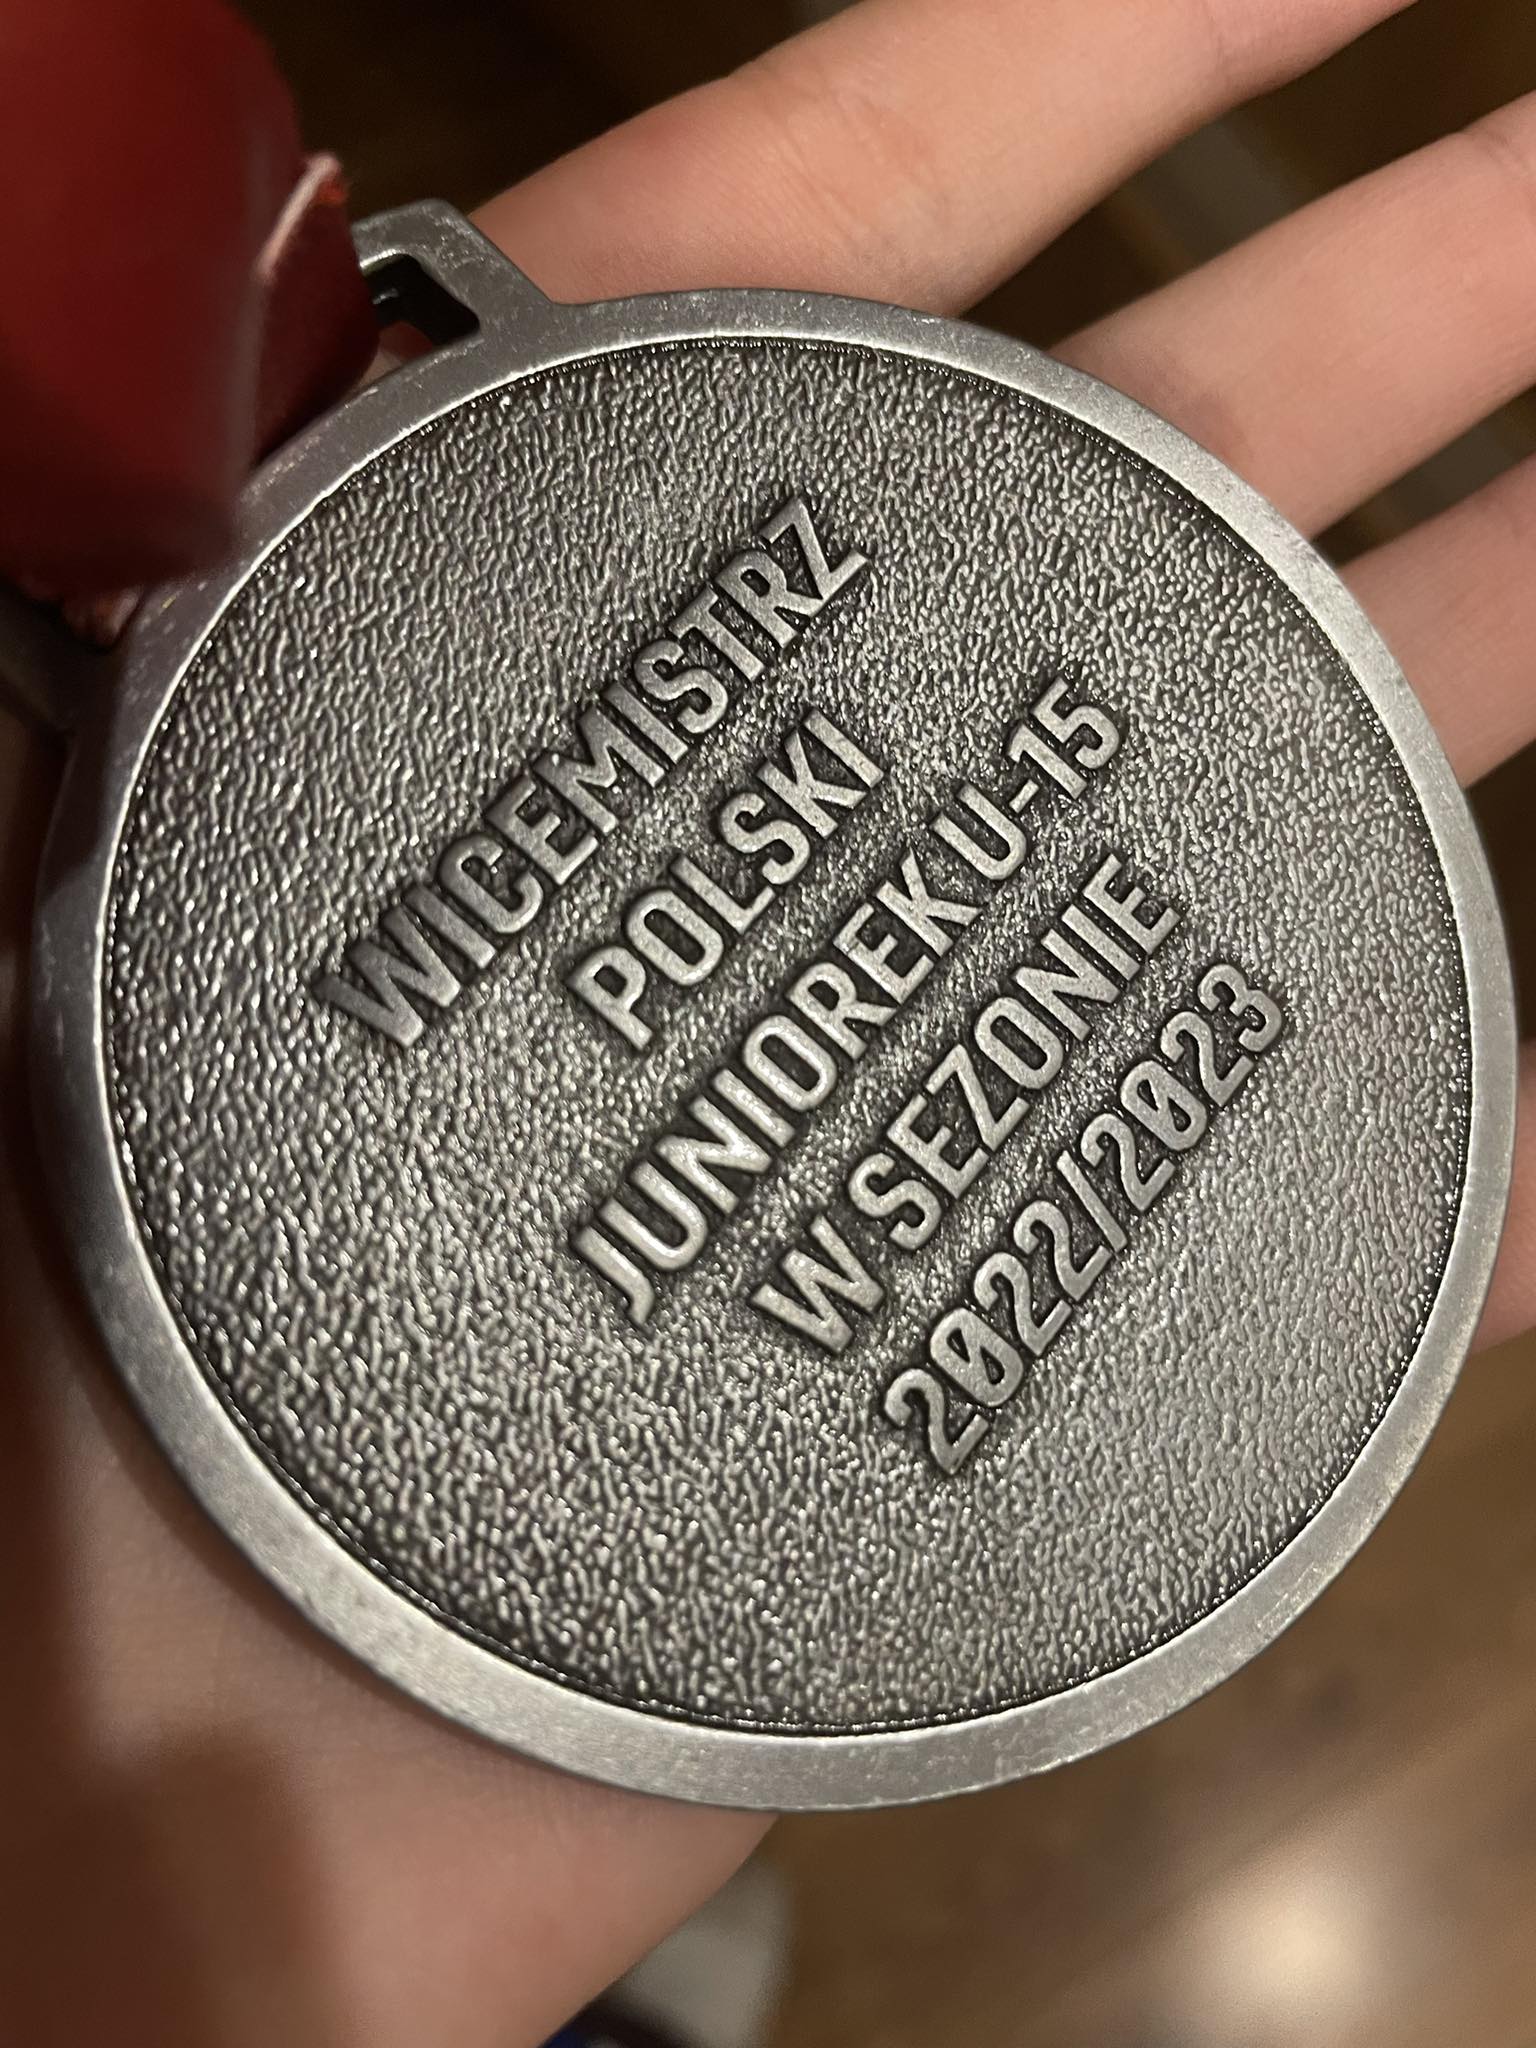 WICEMISTRZ
POLSKI
JUNIOREK U-15
W SEZONIE
2022/2023